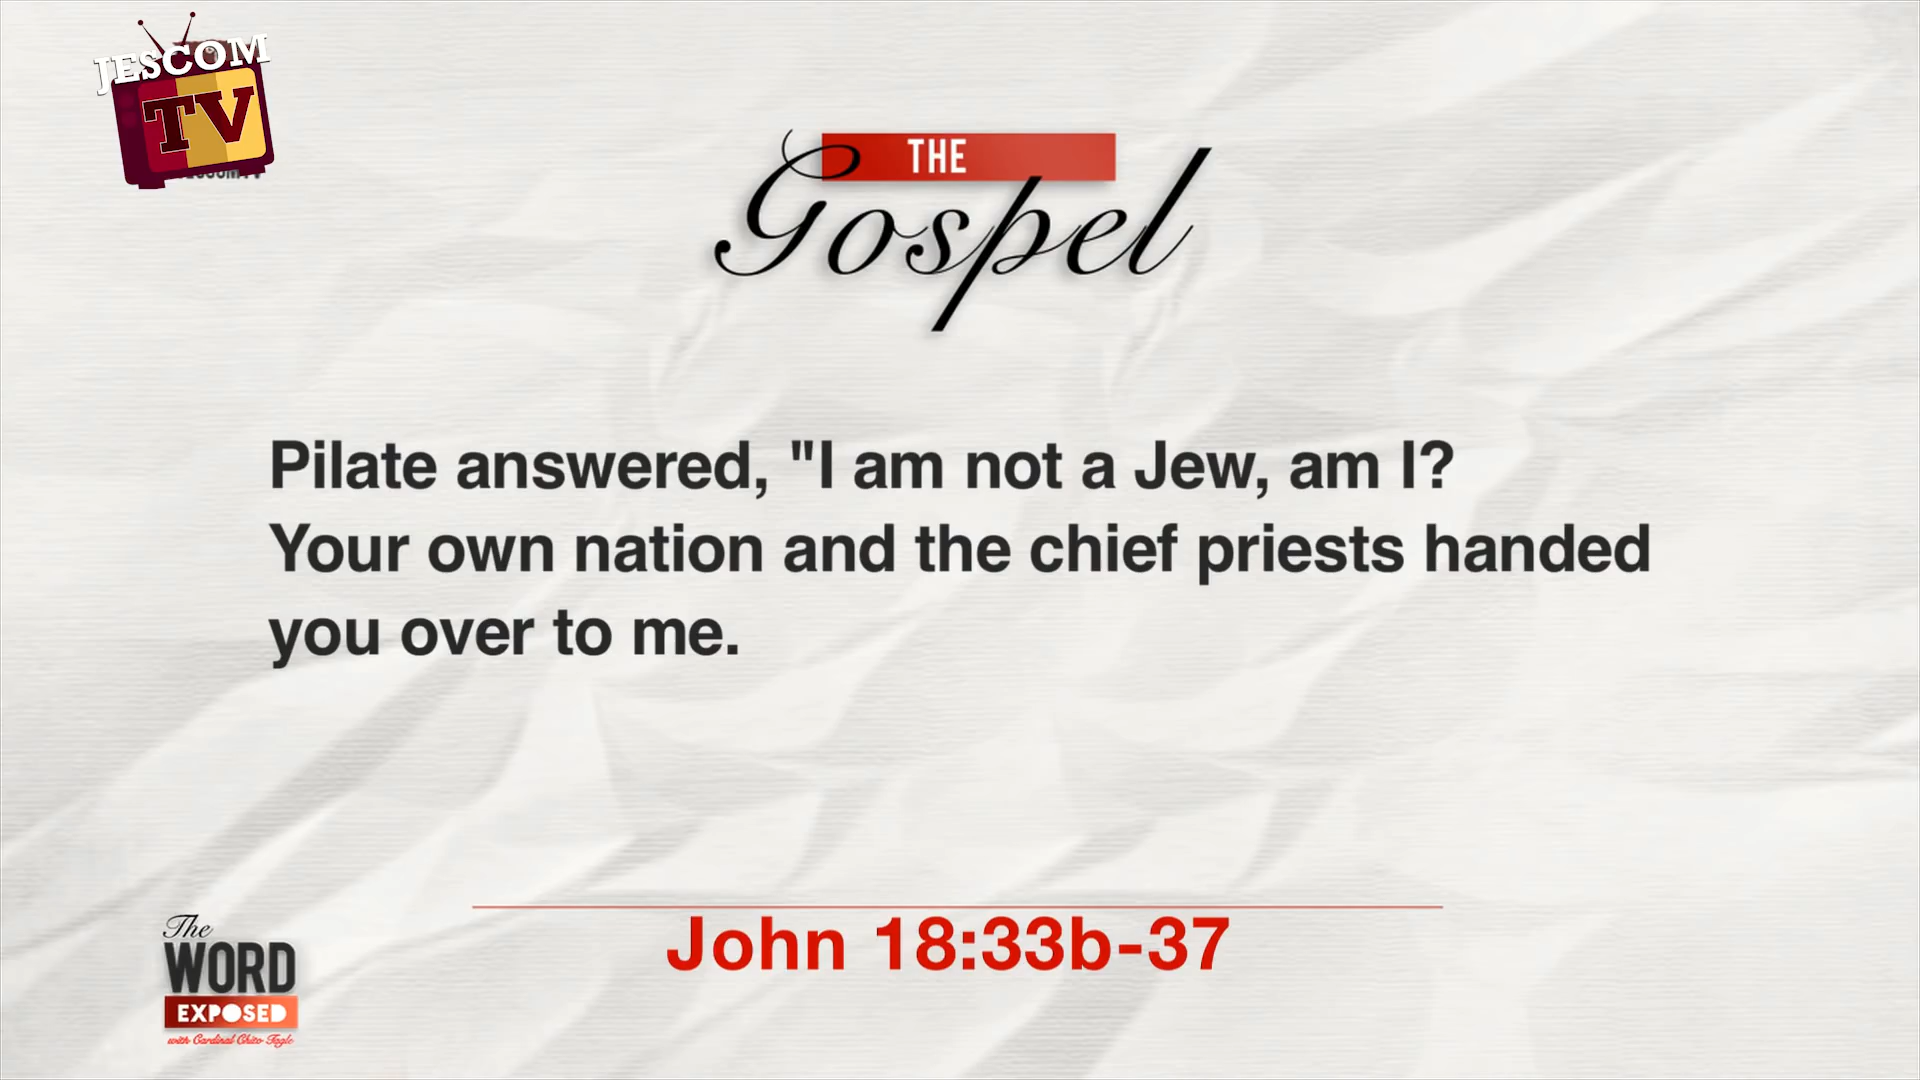 JESCOM
TV
THE
Gospel
Pilate answered, "I am not a Jew, am I?
Your own nation and the chief priests handed
you over to me.
John 18:33b-37
The
WORD
EXPOSED
with Cardinal Chito Tagle